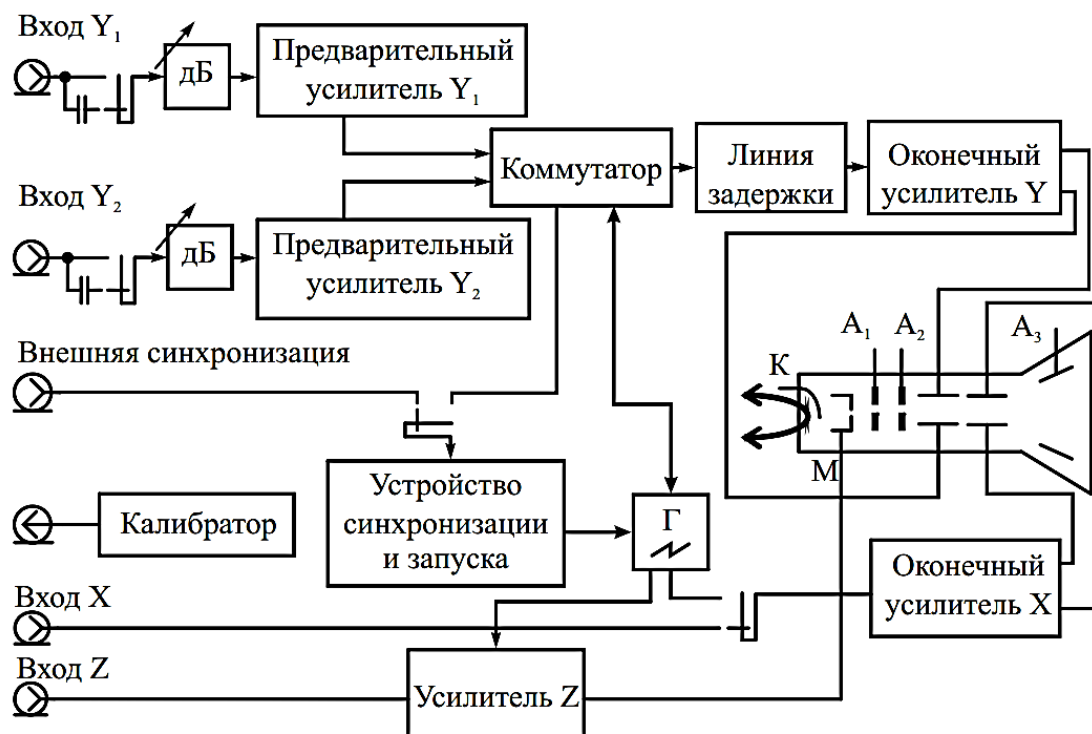 Вход Y₁
дБ
Предварительный
усилитель Y₁
Коммутатор
Линия
задержки
Оконечный
усилитель Y
Вход Y₂
дБ
Предварительный
усилитель Y₂
Внешняя синхронизация
A₁
A₂
A₃
К
М
Устройство
синхронизации
и запуска
Г
Калибратор
Оконечный
усилитель X
Вход X
Вход Z
Усилитель Z